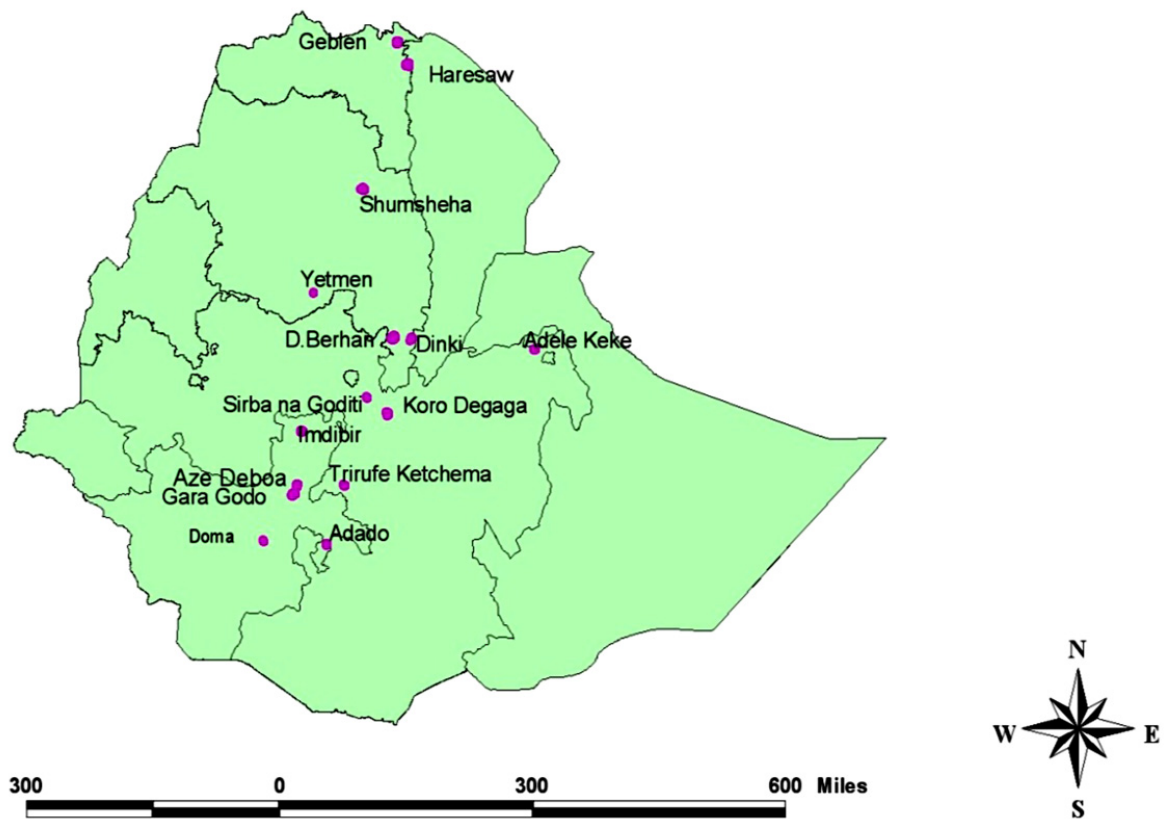 Geblen
Haresaw
Shumsheha
Yetmen
D.Berhan
Dinki
Adele Keke
Sirba na Goditi
Koro Degaga
Imdibir
Aze Deboa
Trirufe Ketchema
Gara Godo
Doma
Adado
N
W
E
S
300
0
300
600 Miles